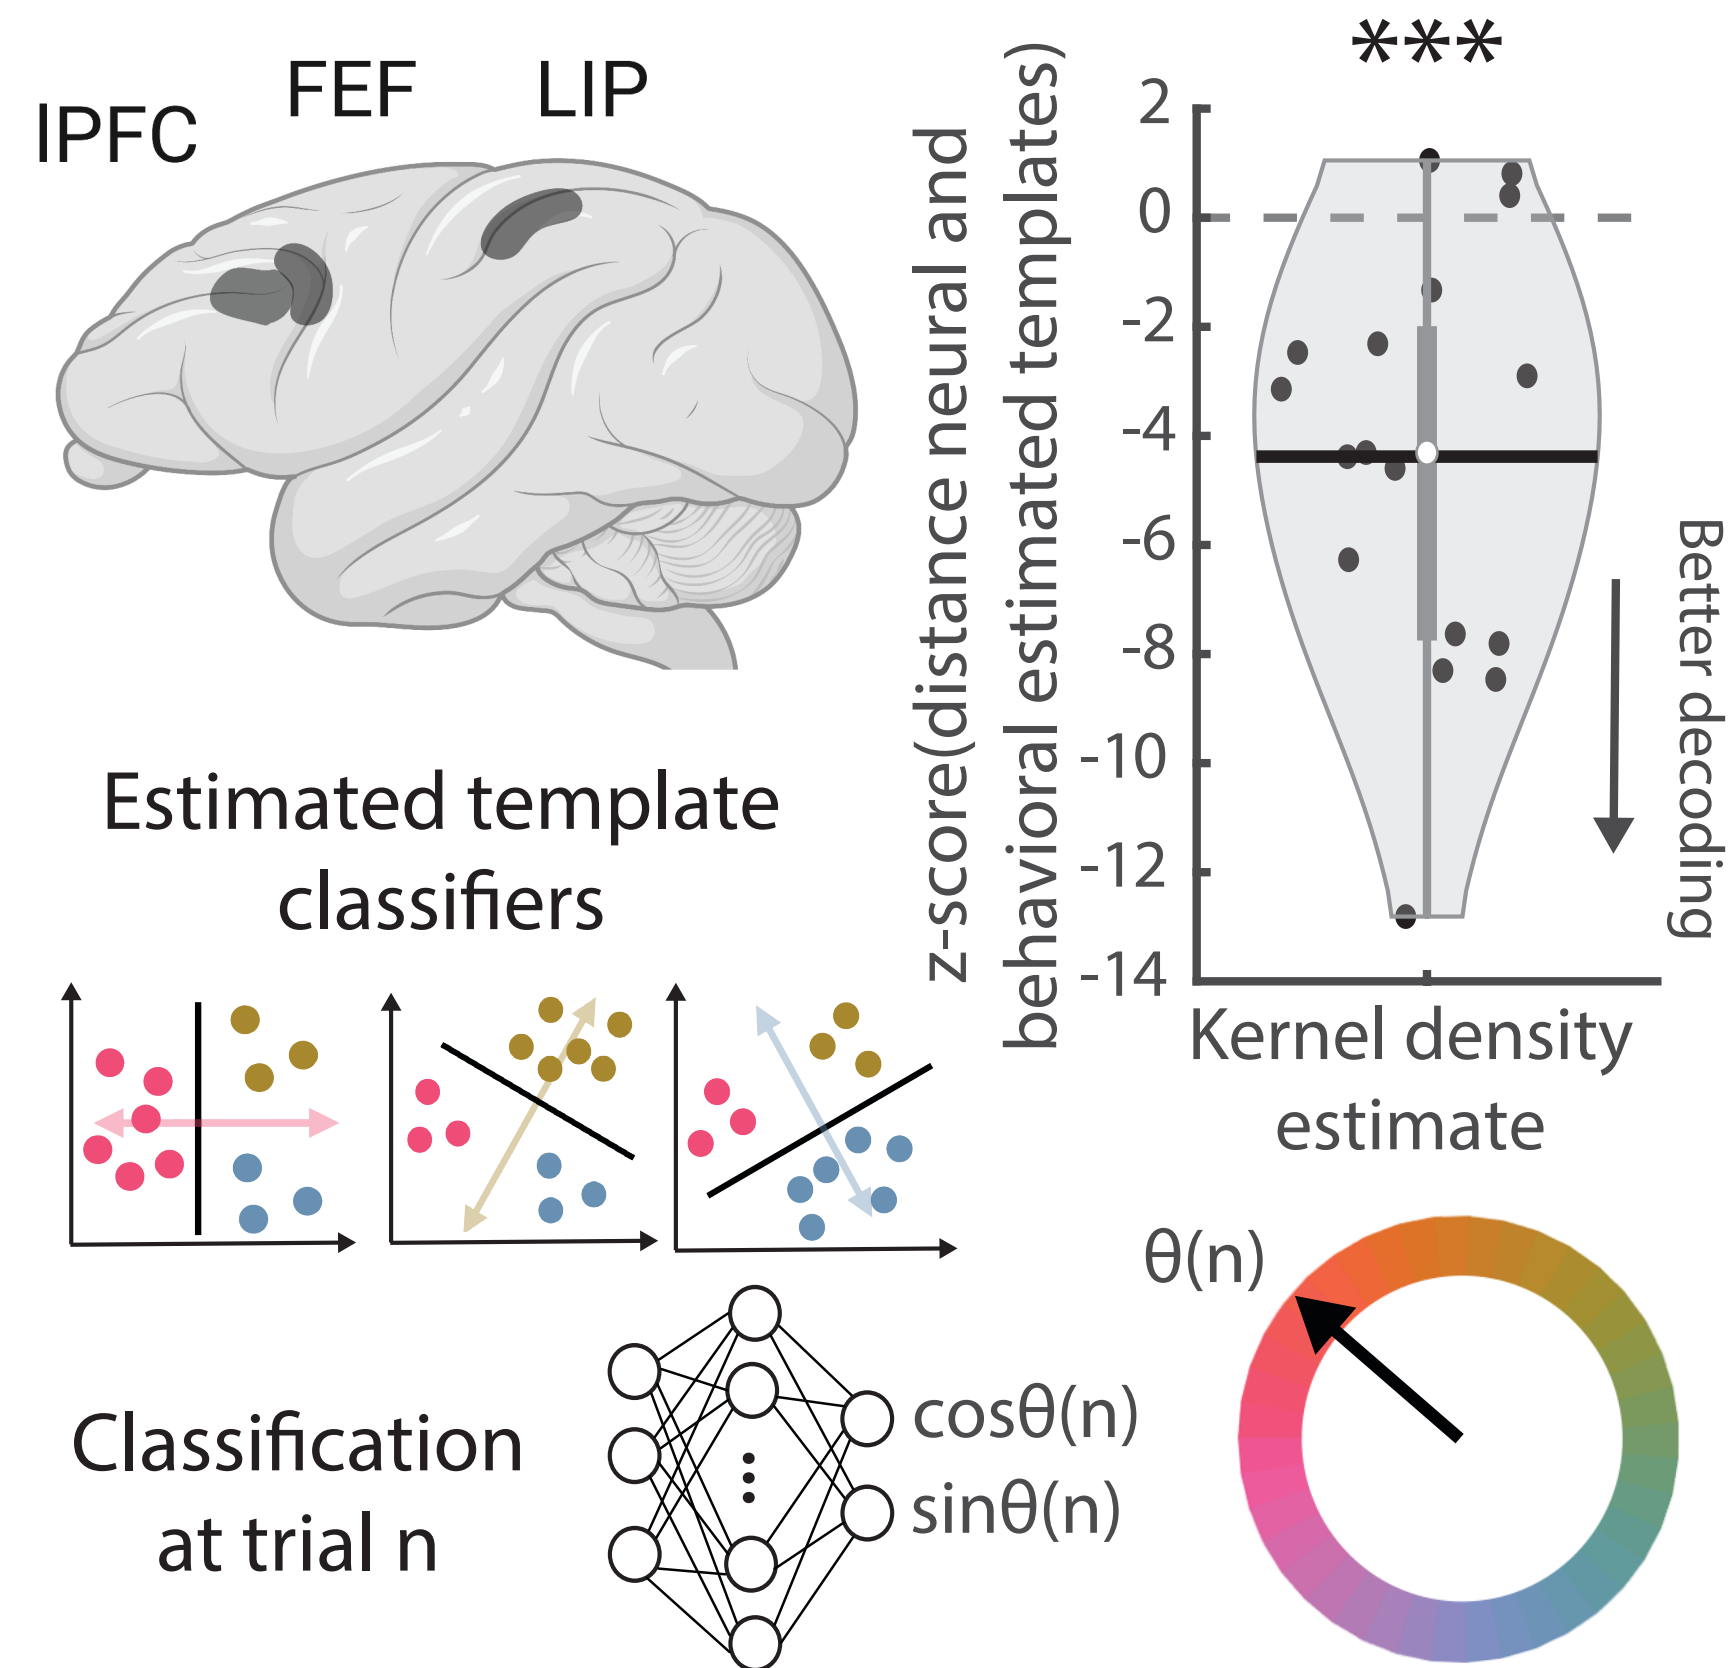 lPFC
FEF
LIP
***
z-score(distance neural and
behavioral estimated templates)
2
0
-2
-4
-6
-8
-10
-12
-14
Better decoding
Kernel density
estimate
Estimated template
classifiers
Classification
at trial n
cosθ(n)
sinθ(n)
θ(n)